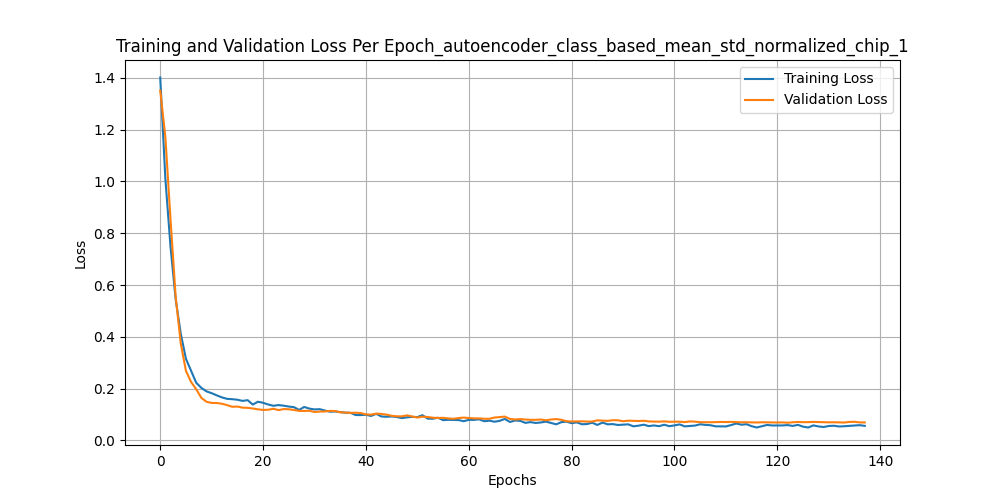 Training and Validation Loss Per Epoch_autoencoder_class_based_mean_std_normalized_chip_1
Training Loss
Validation Loss
1.4
1.2
1.0
0.8
0.6
0.4
0.2
0.0
Loss
0 20 40 60 80 100 120 140
Epochs